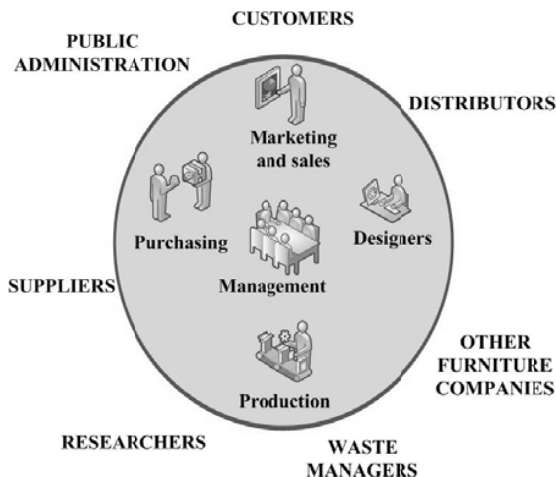 CUSTOMERS
PUBLIC
ADMINISTRATION
DISTRIBUTORS
Marketing
and sales
Purchasing
Designers
Management
SUPPLIERS
Production
OTHER
FURNITURE
COMPANIES
RESEARCHERS
WASTE
MANAGERS